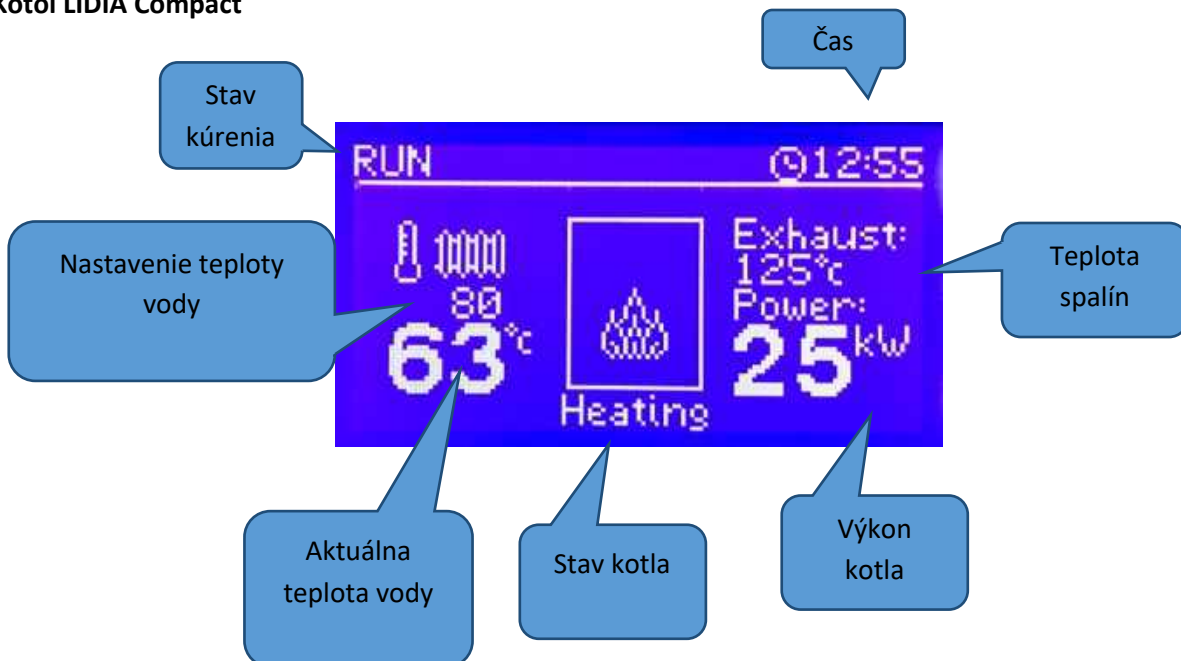 Kotol LIDIA Compact
Čas
Stav
kúrenia
RUN
12:55
Nastavenie teploty
vody
80
63°c
Exhaust:
125°c
Power:
25kW
Teplota
spalín
Heating
Aktuálna
teplota vody
Stav kotla
Výkon
kotla